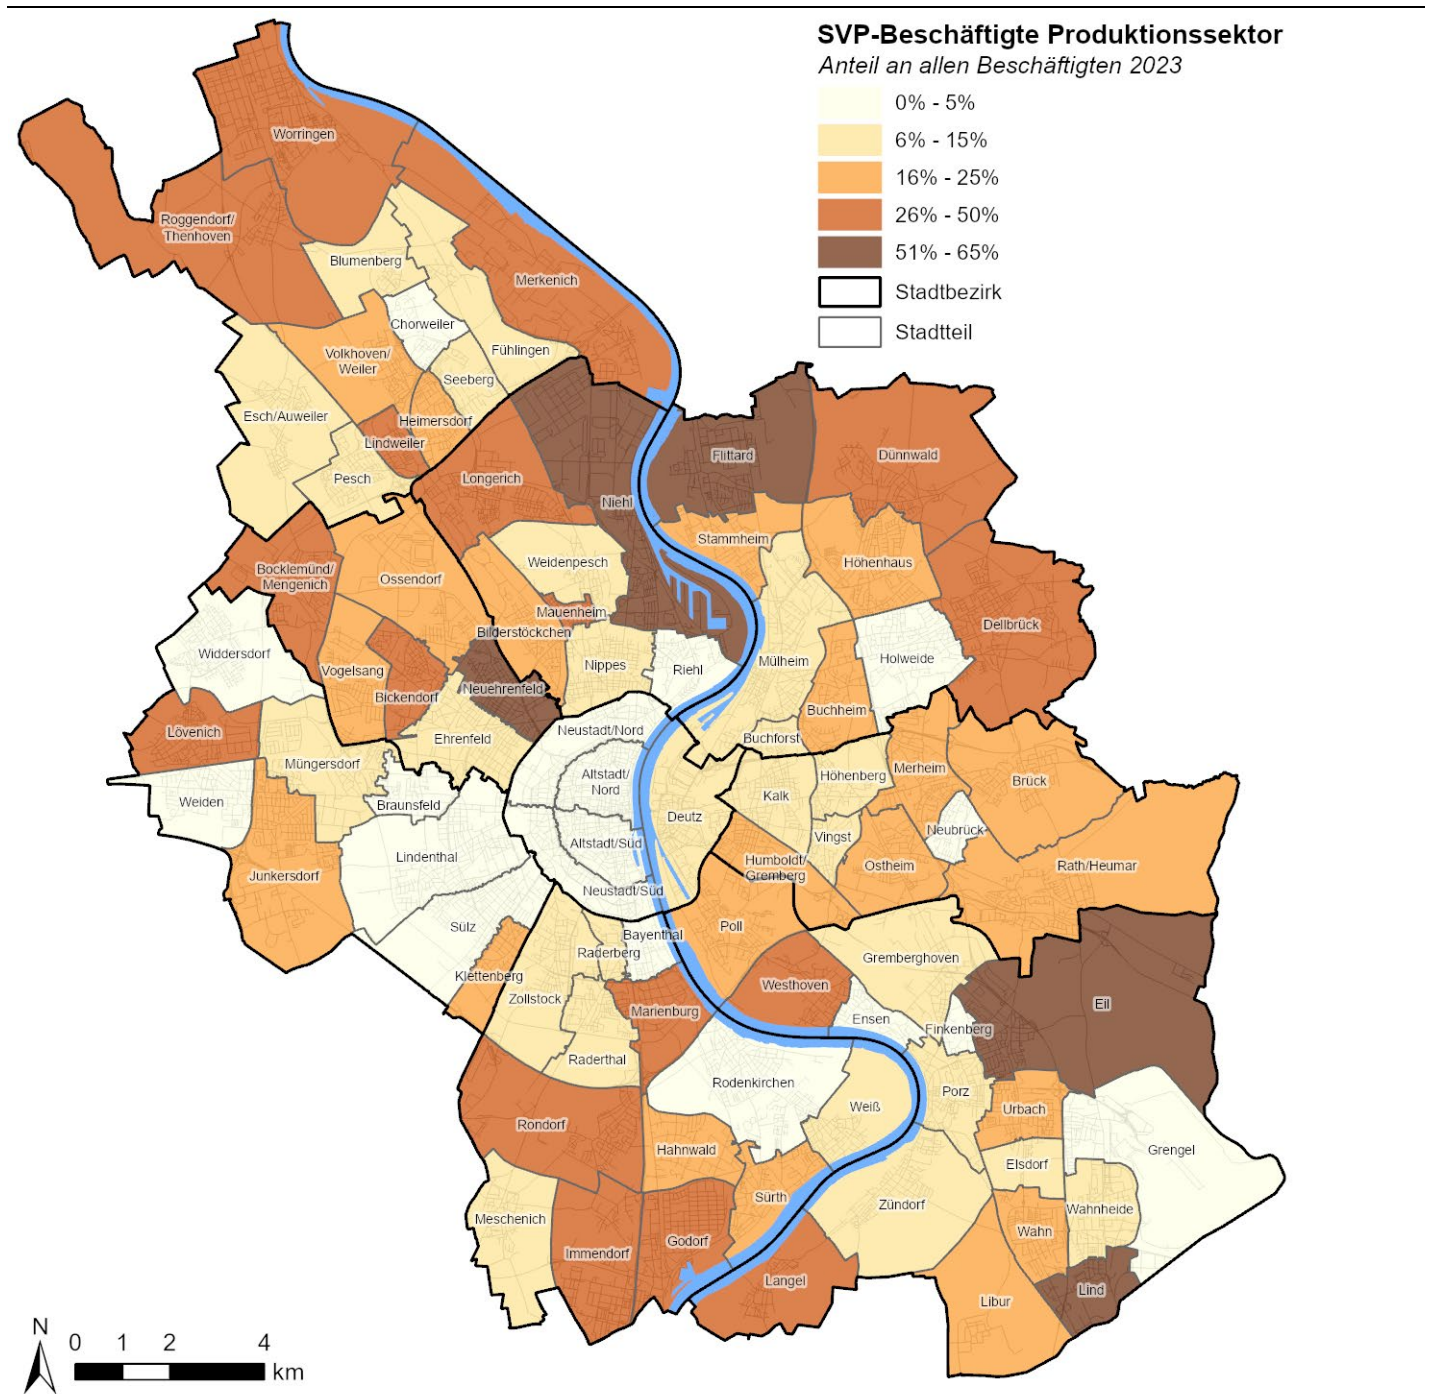 SVP-Beschäftigte Produktionssektor
Anteil an allen Beschäftigten 2023
0% - 5%
6% - 15%
16% - 25%
26% - 50%
51% - 65%
Stadtbezirk
Stadtteil
Worringen
Roggendorf/
Thenhoven
Blumenberg
Merkenich
Chorweiler
Volkhoven/
Weiler
Fühlingen
Seeberg
Esch/Auweiler
Heimersdorf
Lindweiler
Pesch
Longerich
Flittard
Dünnwald
Niehl
Stammheim
Weidenpesch
Höhenhaus
Bocklemünd/
Mengenich
Ossendorf
Mauenheim
Bilderstöckchen
Dellbrück
Widdersdorf
Vogelsang
Nippes
Riehl
Mülheim
Holweide
Bickendorf
Neuehrenfeld
Buchheim
Lövenich
Ehrenfeld
Neustadt/Nord
Buchforst
Müngersdorf
Höhenberg
Merheim
Brück
Altstadt/
Nord
Weiden
Braunsfeld
Kalk
Deutz
Neubrück
Vingst
Altstadt/Süd
Lindenthal
Humboldt/
Gremberg
Ostheim
Rath/Heumar
Junkersdorf
Neustadt/Süd
Sülz
Poll
Bayenthal
Raderberg
Gremberghoven
Klettenberg
Zollstock
Westhoven
Marienburg
Ensen
Finkenberg
Eil
Raderthal
Rodenkirchen
Porz
Weiß
Urbach
Rondorf
Hahnwald
Grengel
Elsdorf
Sürth
Zündorf
Wahnheide
Meschenich
Wahn
Godorf
Immendorf
Langel
Lind
Libur
N
0 1 2 4
km